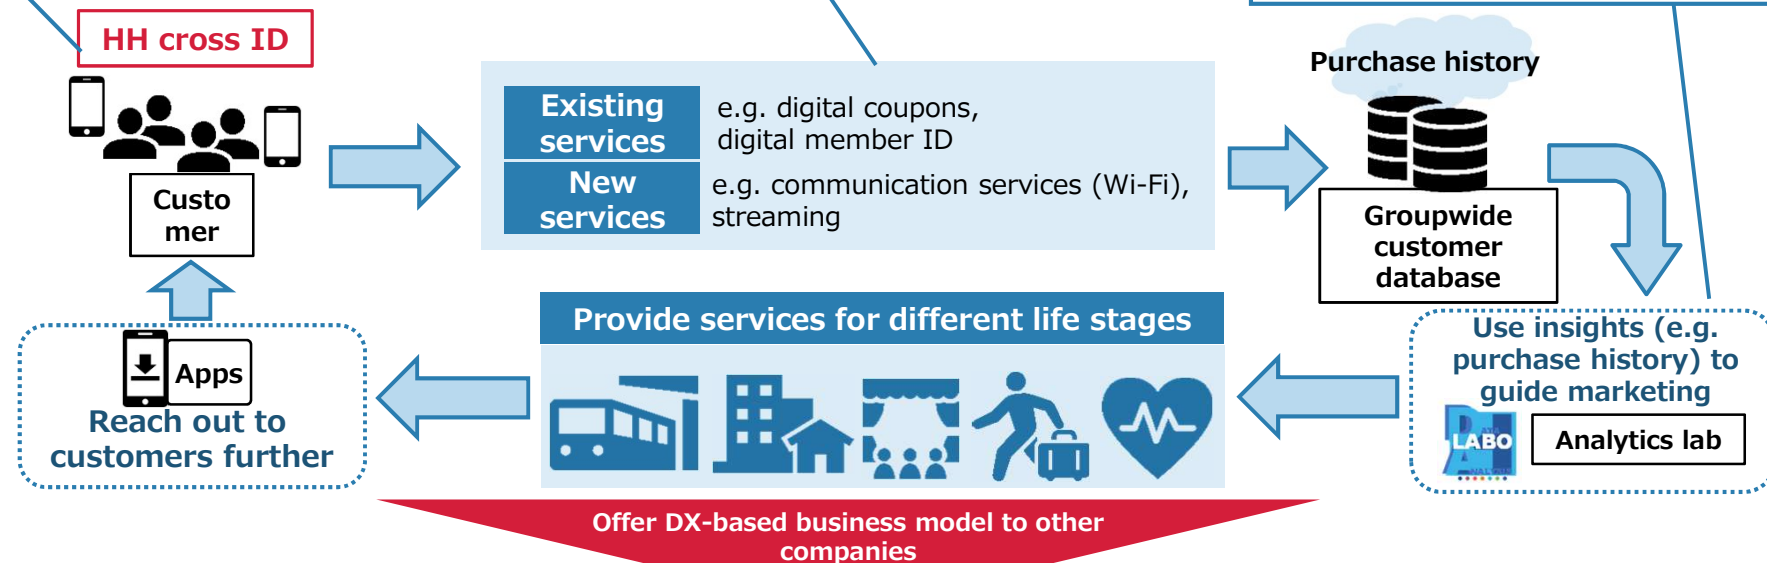 HH cross ID
Custo
mer
Existing
services
e.g. digital coupons,
digital member ID
New
services
e.g. communication services (Wi-Fi),
streaming
Purchase history
Groupwide
customer
database
Use insights (e.g.
purchase history) to
guide marketing
LABO
Analytics lab
Provide services for different life stages
Apps
Reach out to
customers further
Offer DX-based business model to other
companies